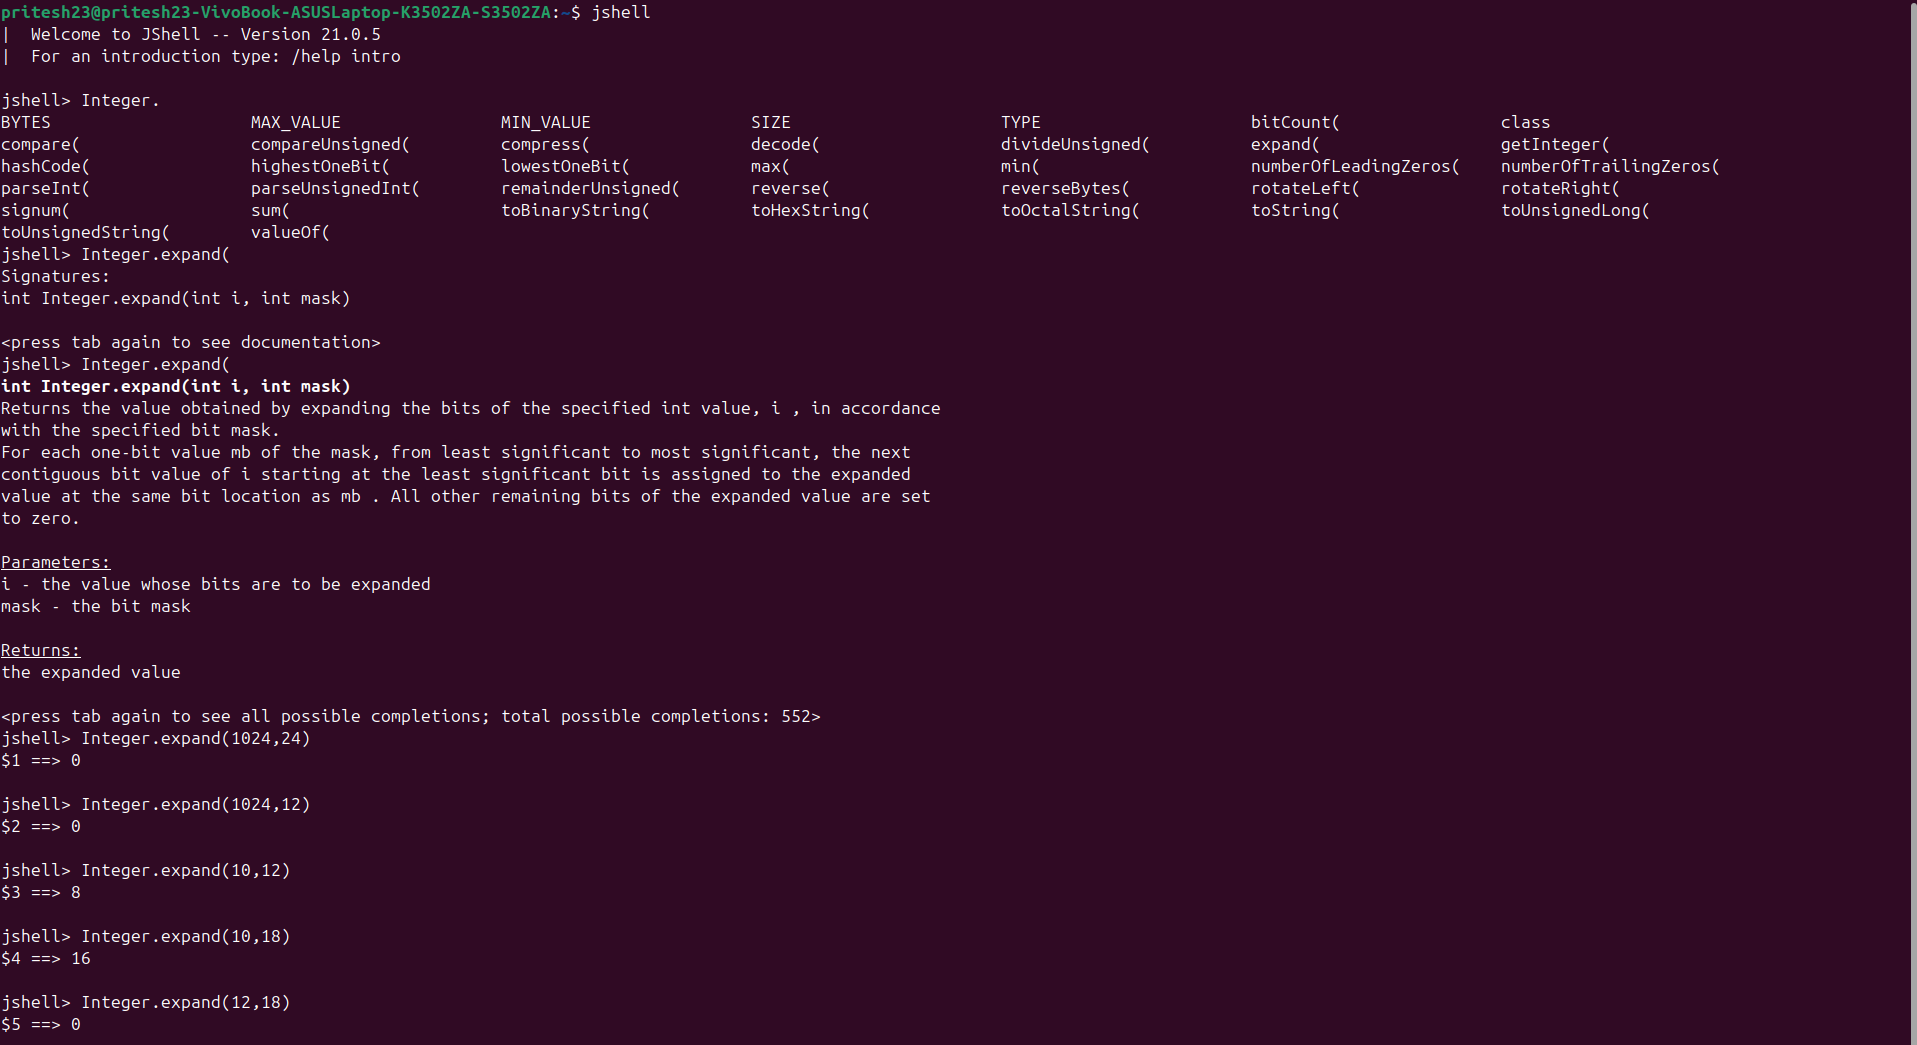 pritesh23@pritesh23-VivoBook-ASUSLaptop-K3502ZA-S3502ZA:~$ jshell
|  Welcome to JShell -- Version 21.0.5
|  For an introduction type: /help intro
jshell> Integer.
BYTES MAX_VALUE MIN_VALUE SIZE TYPE bitCount( class
compare( compareUnsigned( compress( decode( divideUnsigned( expand( getInteger(
hashCode( highestOneBit( lowestOneBit( max( min( numberOfLeadingZeros( numberOfTrailingZeros(
parseInt( parseUnsignedInt( remainderUnsigned( reverse( reverseBytes( rotateLeft( rotateRight(
signum( sum( toBinaryString( toHexString( toOctalString( toString( toUnsignedLong(
toUnsignedString( valueOf(
jshell> Integer.expand(
Signatures:
int Integer.expand(int i, int mask)
<press tab again to see documentation>
jshell> Integer.expand(
int Integer.expand(int i, int mask)
Returns the value obtained by expanding the bits of the specified int value, i , in accordance
with the specified bit mask.
For each one-bit value mb of the mask, from least significant to most significant, the next
contiguous bit value of i starting at the least significant bit is assigned to the expanded
value at the same bit location as mb . All other remaining bits of the expanded value are set
to zero.
Parameters:
i - the value whose bits are to be expanded
mask - the bit mask
Returns:
the expanded value
<press tab again to see all possible completions; total possible completions: 552>
jshell> Integer.expand(1024,24)
$1 ==> 0
jshell> Integer.expand(1024,12)
$2 ==> 0
jshell> Integer.expand(10,12)
$3 ==> 8
jshell> Integer.expand(10,18)
$4 ==> 16
jshell> Integer.expand(12,18)
$5 ==> 0